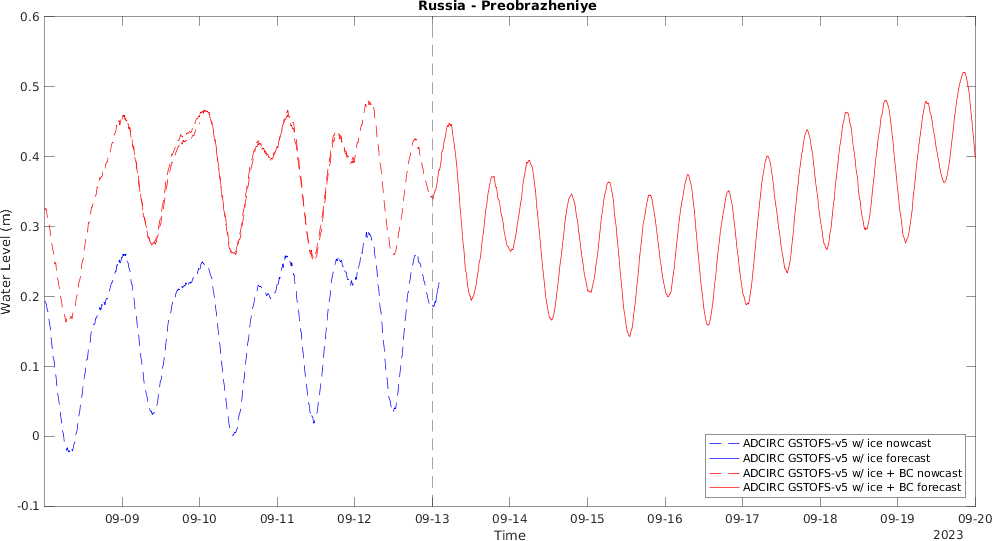 Russia - Preobrazheniye
Water Level (m)
0.6
0.5
0.4
0.3
0.2
0.1
0
-0.1
ADCIRC GSTOFS-v5 w/ ice nowcast
ADCIRC GSTOFS-v5 w/ ice forecast
ADCIRC GSTOFS-v5 w/ ice + BC nowcast
ADCIRC GSTOFS-v5 w/ ice + BC forecast
09-09 09-10 09-11 09-12 09-13 09-14 09-15 09-16 09-17 09-18 09-19 09-20
Time
2023